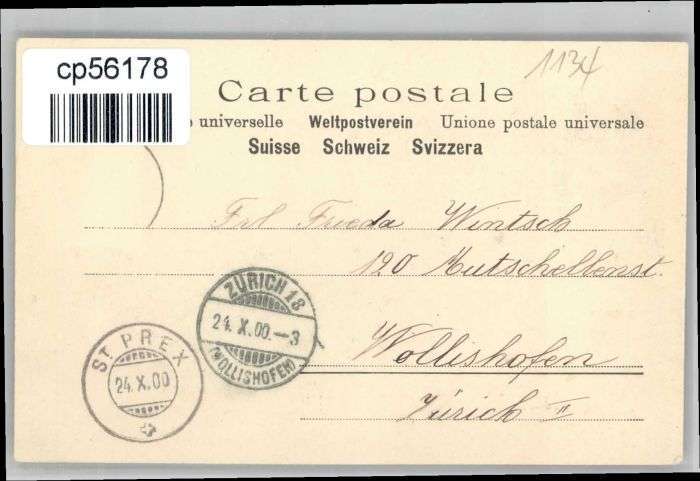 cp56178
1134
Carte postale
universelle Weltpostverein Unione postale universale
Suisse Schweiz Svizzera
Frl Frieda Wintsch
120 Mutschellenst.
Wollishofen
Zürich II
ZÜRICH 18
24. X. 00.-3
(WOLLISHOFEN)
ST PREX
24. X. 00